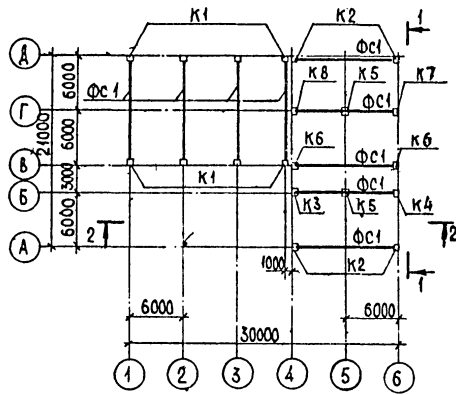 К1 К2 1
Д ФС1
6000 ФС1 К8 К5 К7
Г ФС1
21000 6000 К6 К6
В ФС1
3000 К1 ФС1
Б К3 К5 К4
6000 2 ФС1 2
А
1000 К2 1
6000 6000
30000
1 2 3 4 5 6